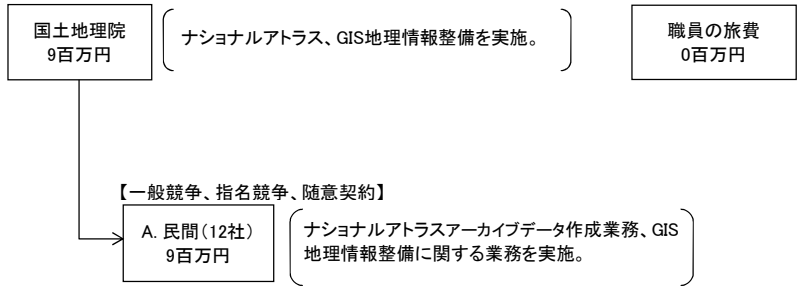 国土地理院
9百万円
ナショナルアトラス、GIS地理情報整備を実施。
職員の旅費
0百万円
【一般競争、指名競争、随意契約】
A. 民間(12社)
9百万円
ナショナルアトラスアーカイブデータ作成業務、GIS
地理情報整備に関する業務を実施。